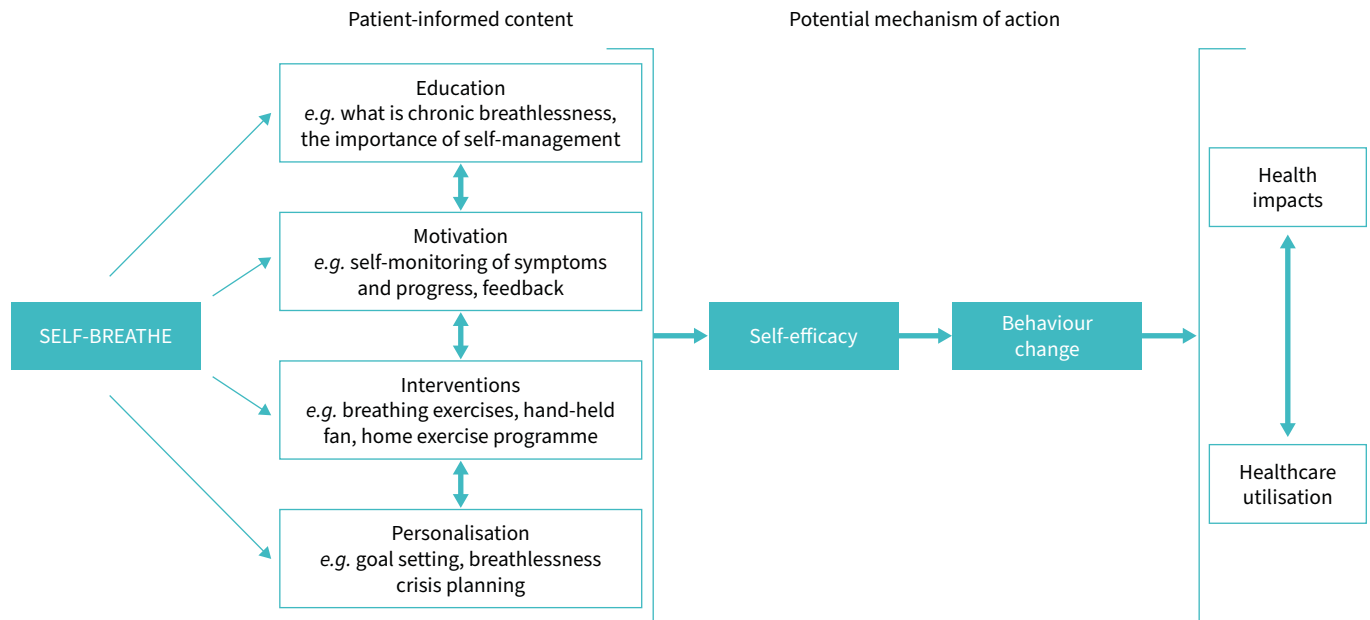 Patient-informed content
Potential mechanism of action
Education
e.g. what is chronic breathlessness,
the importance of self-management
Motivation
e.g. self-monitoring of symptoms
and progress, feedback
SELF-BREATHE
Interventions
e.g. breathing exercises, hand-held
fan, home exercise programme
Personalisation
e.g. goal setting, breathlessness
crisis planning
Self-efficacy
Behaviour
change
Health
impacts
Healthcare
utilisation